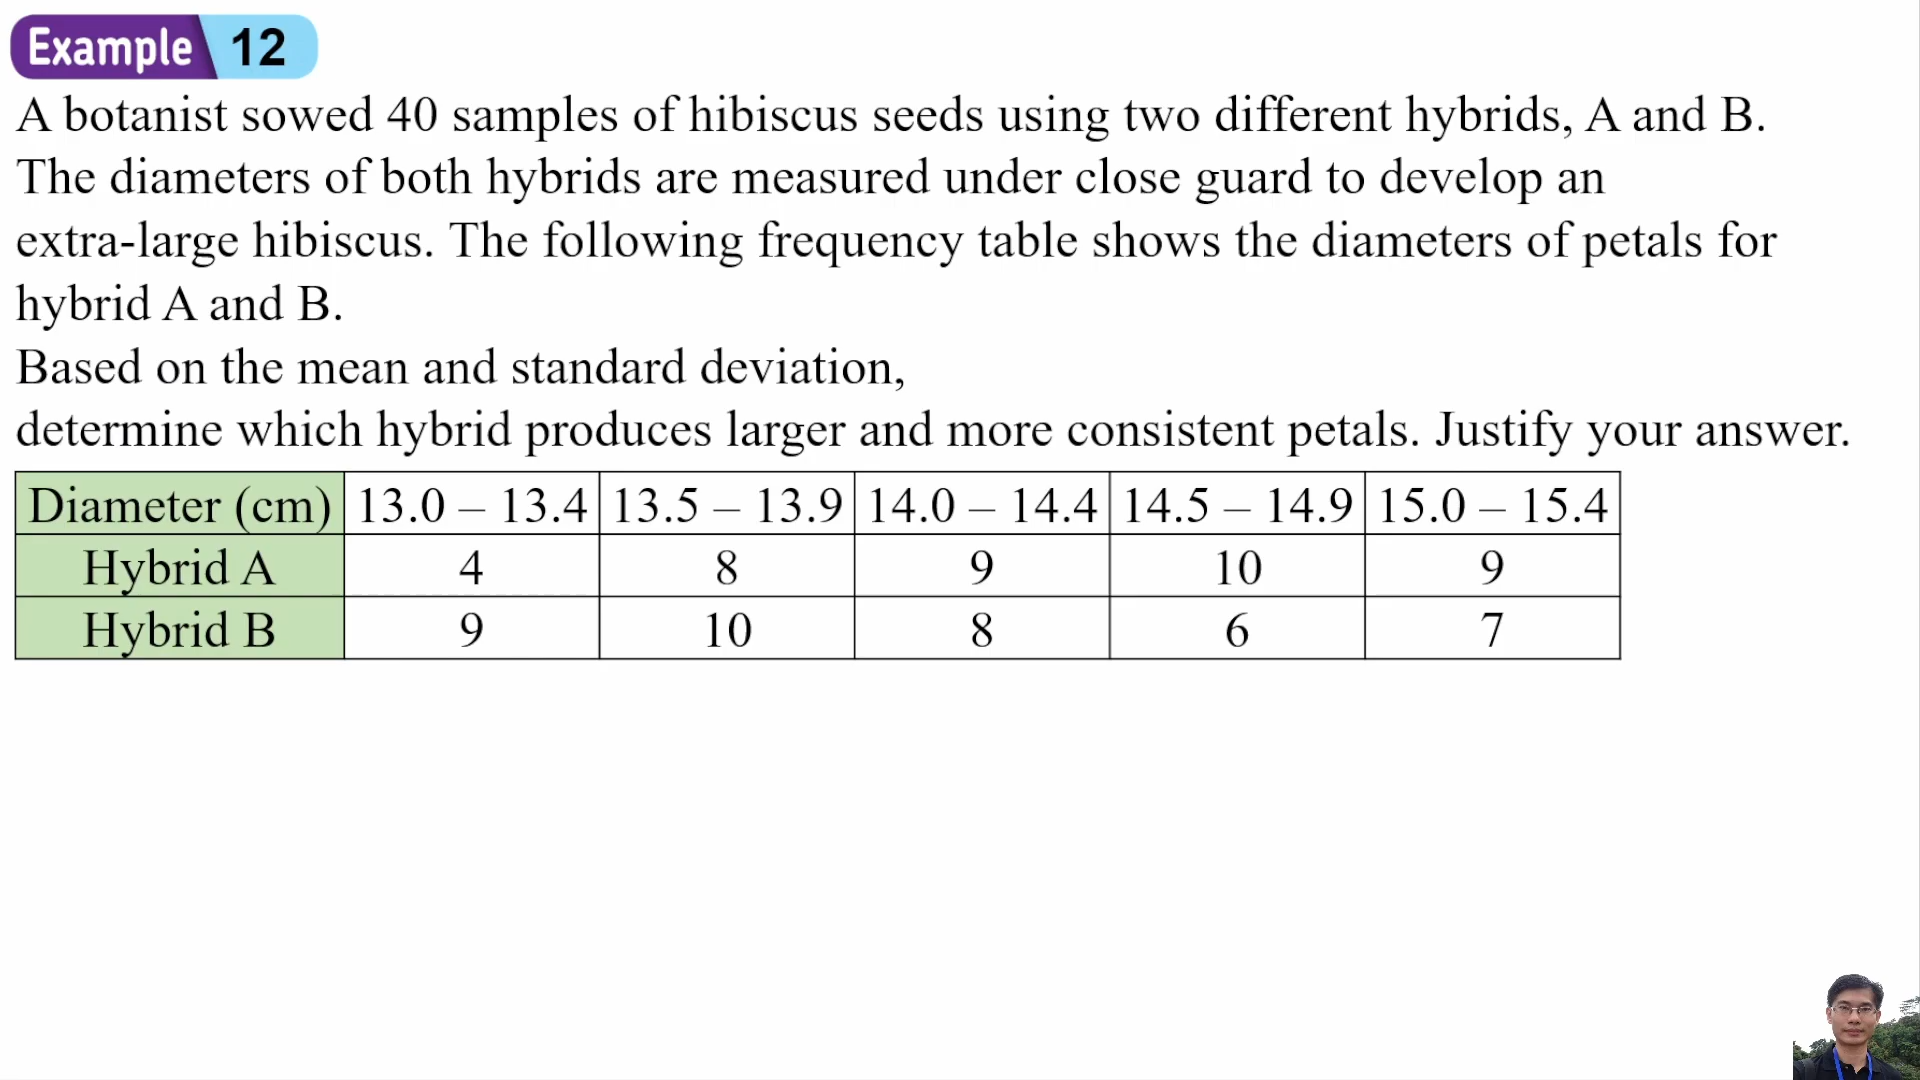 Example 12
A botanist sowed 40 samples of hibiscus seeds using two different hybrids, A and B.
The diameters of both hybrids are measured under close guard to develop an
extra-large hibiscus. The following frequency table shows the diameters of petals for
hybrid A and B.
Based on the mean and standard deviation,
determine which hybrid produces larger and more consistent petals. Justify your answer.
Diameter (cm) 13.0 – 13.4 13.5 – 13.9 14.0 – 14.4 14.5 – 14.9 15.0 – 15.4
Hybrid A 4 8 9 10 9
Hybrid B 9 10 8 6 7